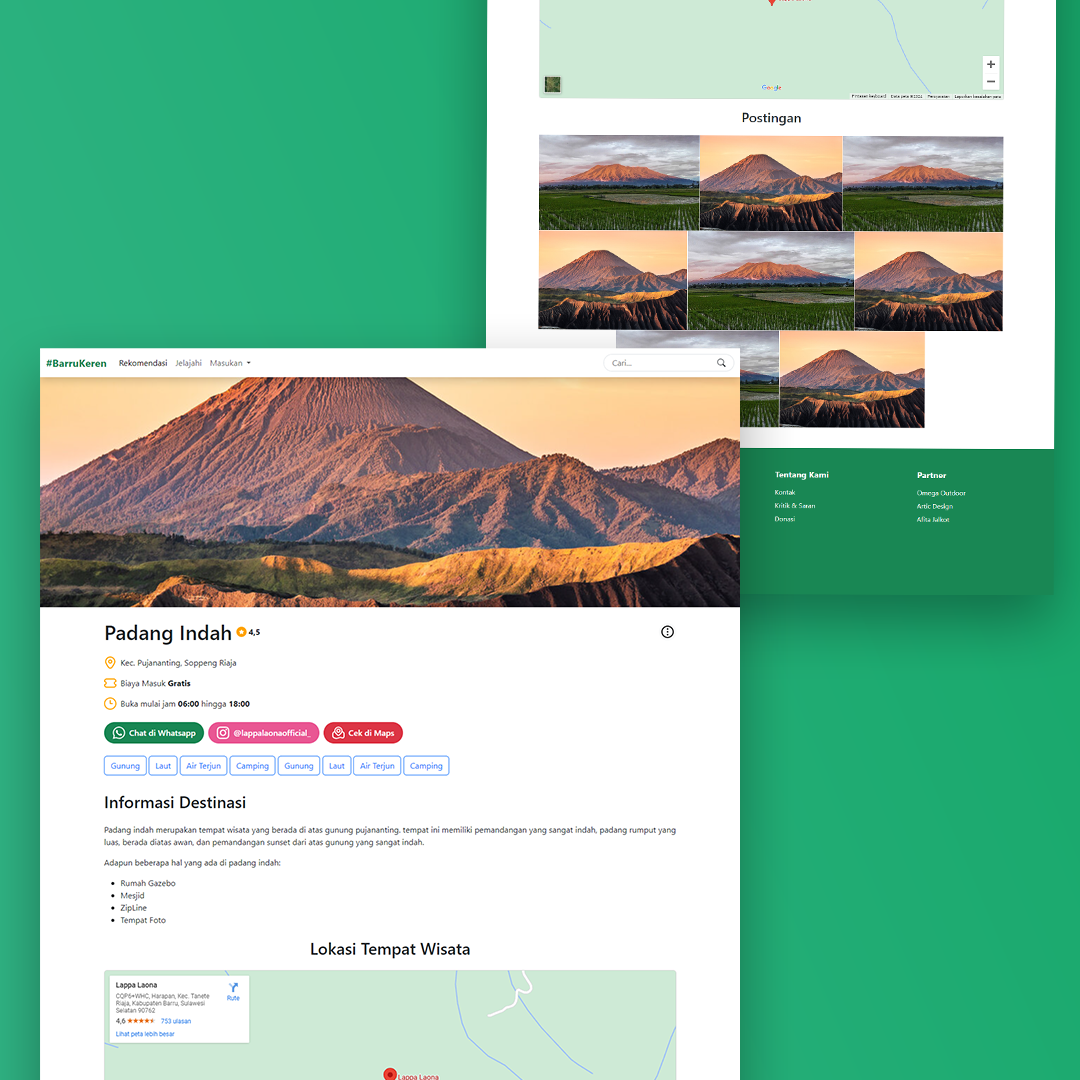 Google
Pintasan keyboard Data peta ©2022 Persyaratan Laporkan kesalahan peta
Postingan
Tentang Kami
Kontak
Kritik & Saran
Donasi
Partner
Omega Outdoor
Artic Design
Afita Jalkot
#BarruKeren Rekomendasi Jelajahi Masukan Cari...
Padang Indah 4,5
Kec. Pujananting, Soppeng Riaja
Biaya Masuk Gratis
Buka mulai jam 06:00 hingga 18:00
Chat di Whatsapp @lappalaonaofficial_ Cek di Maps
Gunung Laut Air Terjun Camping Gunung Laut Air Terjun Camping
Informasi Destinasi
Padang indah merupakan tempat wisata yang berada di atas gunung pujananting. tempat ini memiliki pemandangan yang sangat indah, padang rumput yang
luas, berada diatas awan, dan pemandangan sunset dari atas gunung yang sangat indah.
Adapun beberapa hal yang ada di padang indah:
Rumah Gazebo
Mesjid
ZipLine
Tempat Foto
Lokasi Tempat Wisata
Lappa Laona
CQP6+WHC, Harapan, Kec. Tanete
Riaja, Kabupaten Barru, Sulawesi
Selatan 90762
Rute
4,6 ★★★★★ 753 ulasan
Lihat peta lebih besar
Lappa Laona